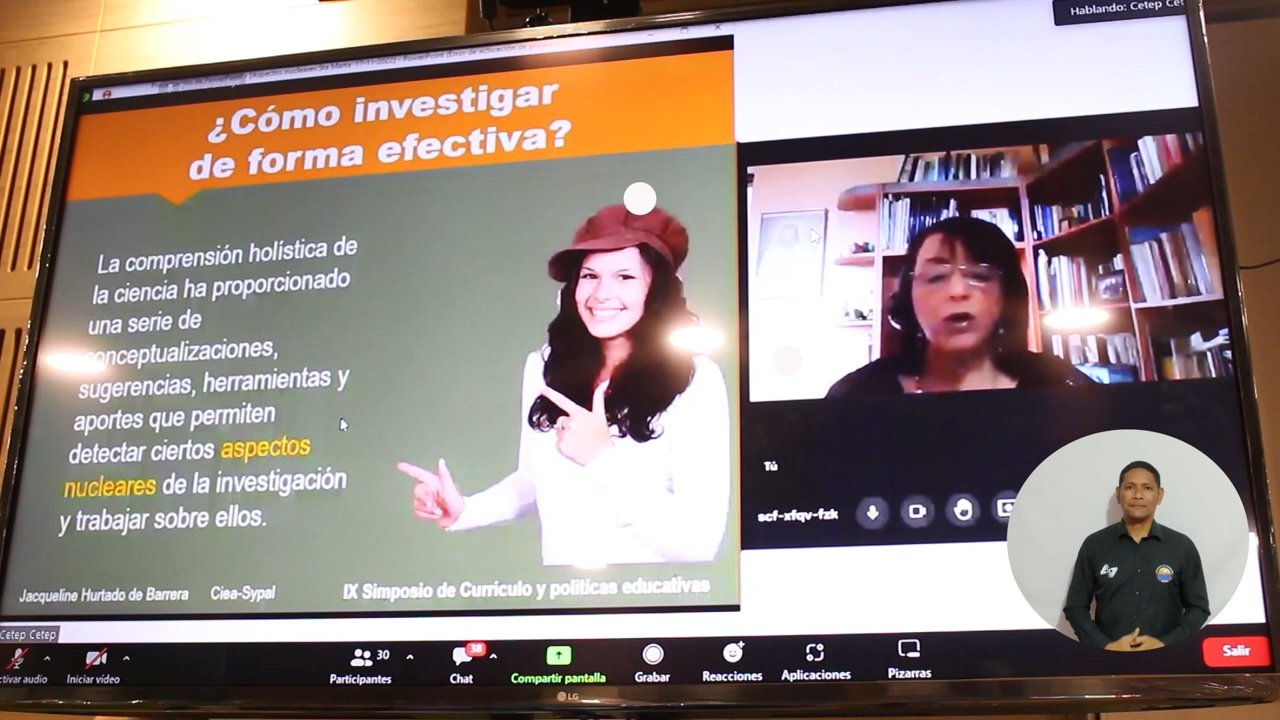 Hablando: Cetep Cet
¿Cómo investigar
de forma efectiva?
La comprensión holística de
la ciencia ha proporcionado
una serie de
conceptualizaciones,
sugerencias, herramientas y
aportes que permiten
detectar ciertos aspectos
nucleares de la investigación
y trabajar sobre ellos.
Jacqueline Hurtado de Barrera Ciea-Sypal IX Simposio de Curriculo y políticas educativas
Tú
scf-xfqv-fzk
Cetep Cetep
ctivar audio
Iniciar vídeo
30
Participantes
38
Chat
Compartir pantalla
Grabar
Reacciones
Aplicaciones
Pizarras
Salir
LG